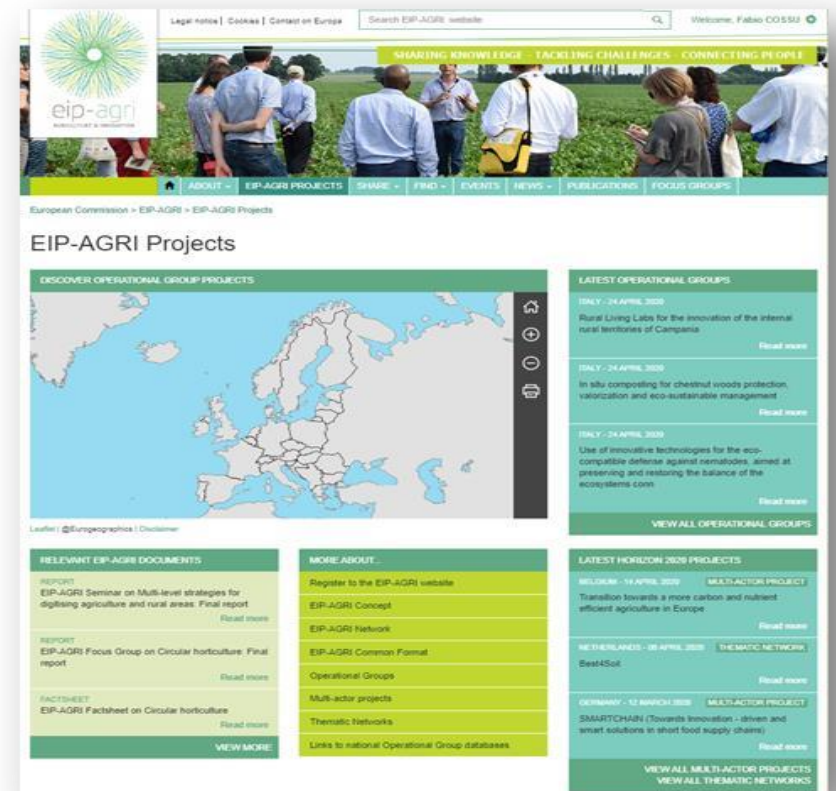 Legal notice | Cookies | Contact on Europa
Search EIP-AGRI website
Welcome, Fabio COSSU
SHARING KNOWLEDGE - TACKLING CHALLENGES - CONNECTING PEOPLE
eip-agri
AGRICULTURE & INNOVATION
ABOUT EIP-AGRI PROJECTS SHARE FIND EVENTS NEWS PUBLICATIONS FOCUS GROUPS
European Commission > EIP-AGRI > EIP-AGRI Projects
EIP-AGRI Projects
DISCOVER OPERATIONAL GROUP PROJECTS
Leaflet | @Eurogeographics | Disclaimer
LATEST OPERATIONAL GROUPS
ITALY - 24 APRIL 2020
Rural Living Labs for the innovation of the internal
rural territories of Campania
Read more
ITALY - 24 APRIL 2020
In situ composting for chestnut woods protection,
valorization and eco-sustainable management
Read more
ITALY - 24 APRIL 2020
Use of innovative technologies for the eco-
compatible defense against nematodes, aimed at
preserving and restoring the balance of the
ecosystems conn
Read more
VIEW ALL OPERATIONAL GROUPS
RELEVANT EIP-AGRI DOCUMENTS
REPORT
EIP-AGRI Seminar on Multi-level strategies for
digitising agriculture and rural areas: Final report
Read more
REPORT
EIP-AGRI Focus Group on Circular horticulture: Final
report
Read more
FACTSHEET
EIP-AGRI Factsheet on Circular horticulture
Read more
VIEW MORE
MORE ABOUT...
Register to the EIP-AGRI website
EIP-AGRI Concept
EIP-AGRI Network
EIP-AGRI Common Format
Operational Groups
Multi-actor projects
Thematic Networks
Links to national Operational Group databases
LATEST HORIZON 2020 PROJECTS
BELGIUM - 14 APRIL 2020 MULTI-ACTOR PROJECT
Transition towards a more carbon and nutrient
efficient agriculture in Europe
Read more
NETHERLANDS - 08 APRIL 2020 THEMATIC NETWORK
Best4Soil
Read more
GERMANY - 12 MARCH 2020 MULTI-ACTOR PROJECT
SMARTCHAIN (Towards Innovation - driven and
smart solutions in short food supply chains)
Read more
VIEW ALL MULTI-ACTOR PROJECTS
VIEW ALL THEMATIC NETWORKS